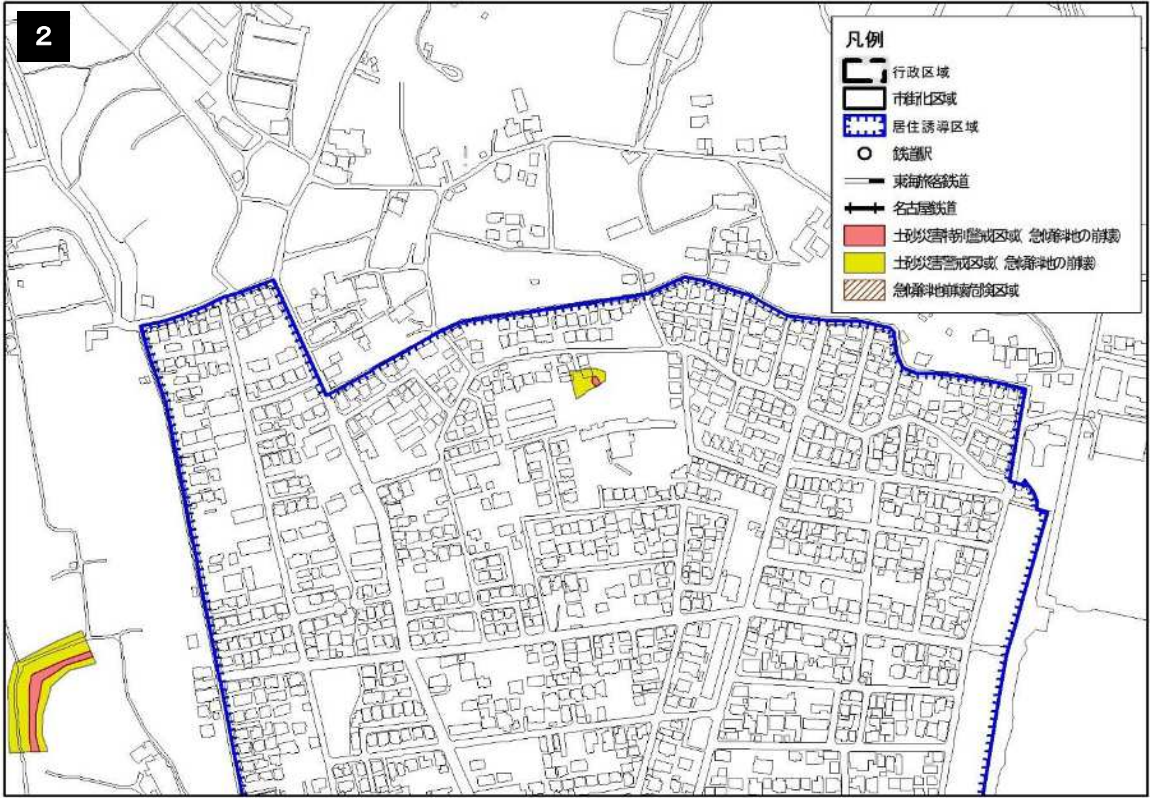 2
凡例
行政区域
市街化区域
居住誘導区域
鉄道駅
東海旅客鉄道
名古屋鉄道
土砂災害特別警戒区域(急傾斜地の崩壊)
土砂災害警戒区域(急傾斜地の崩壊)
急傾斜地崩壊危険区域